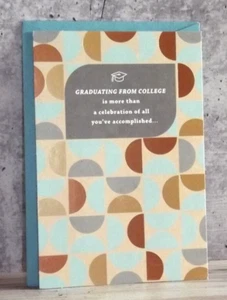 GRADUATING FROM COLLEGE
is more than
a celebration of all
you've accomplished...